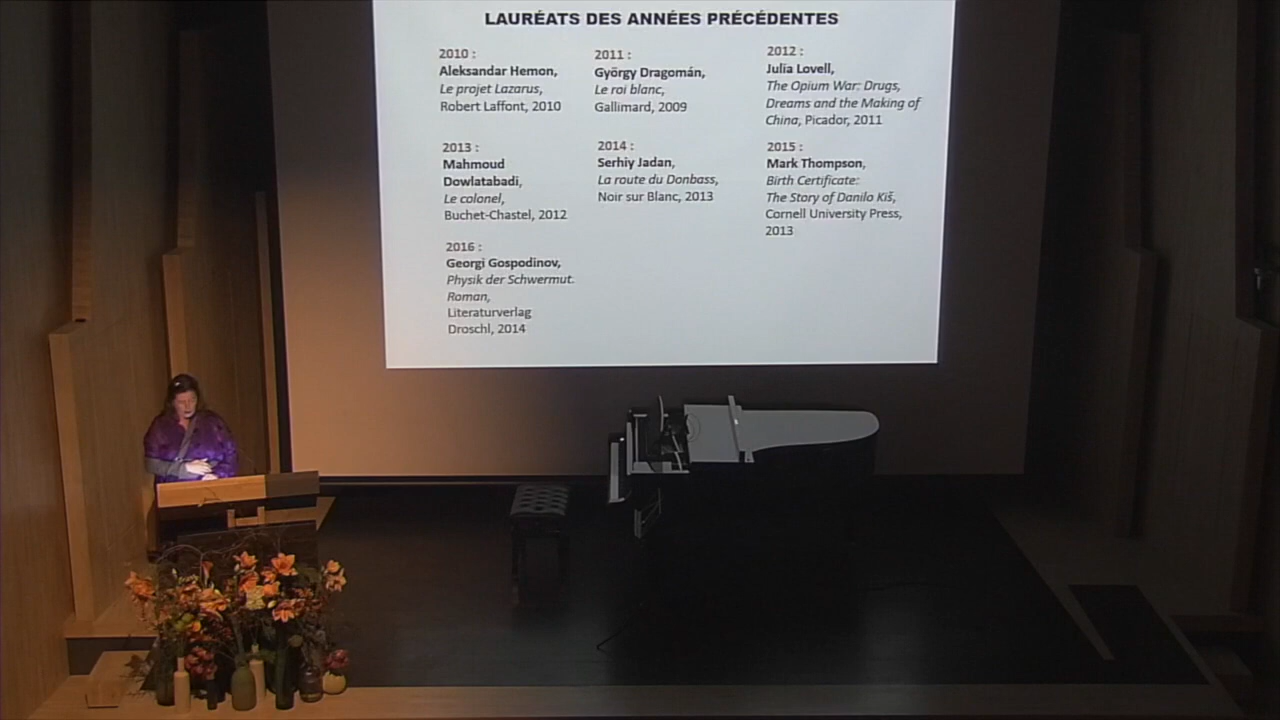 LAURÉATS DES ANNÉES PRÉCÉDENTES
2010 :
Aleksandar Hemon,
Le projet Lazarus,
Robert Laffont, 2010
2011 :
György Dragomán,
Le roi blanc,
Gallimard, 2009
2012 :
Julia Lovell,
The Opium War: Drugs,
Dreams and the Making of
China, Picador, 2011
2013 :
Mahmoud
Dowlatabadi,
Le colonel,
Buchet-Chastel, 2012
2014 :
Serhiy Jadan,
La route du Donbass,
Noir sur Blanc, 2013
2015 :
Mark Thompson,
Birth Certificate:
The Story of Danilo Kiš,
Cornell University Press,
2013
2016 :
Georgi Gospodinov,
Physik der Schwermut.
Roman,
Literaturverlag
Droschl, 2014